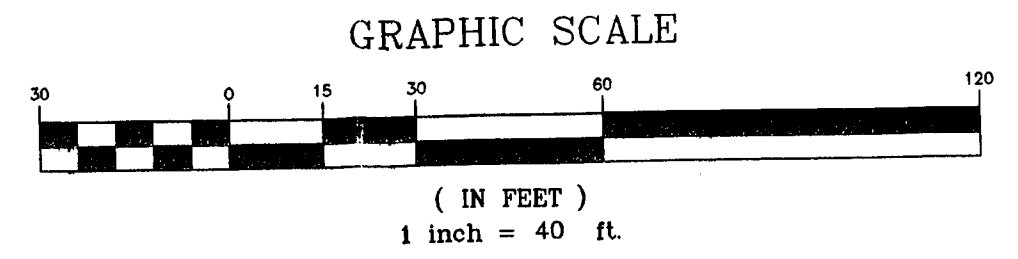 GRAPHIC SCALE
30 0 15 30 60 120
( IN FEET )
1 inch = 40 ft.